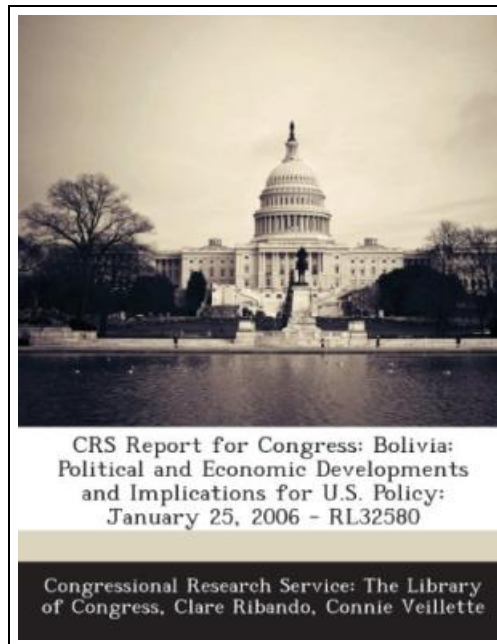 CRS Report for Congress: Bolivia:
Political and Economic Developments
and Implications for U.S. Policy:
January 25, 2006 - RL32580
Congressional Research Service: The Library
of Congress, Clare Ribando, Connie Veillette